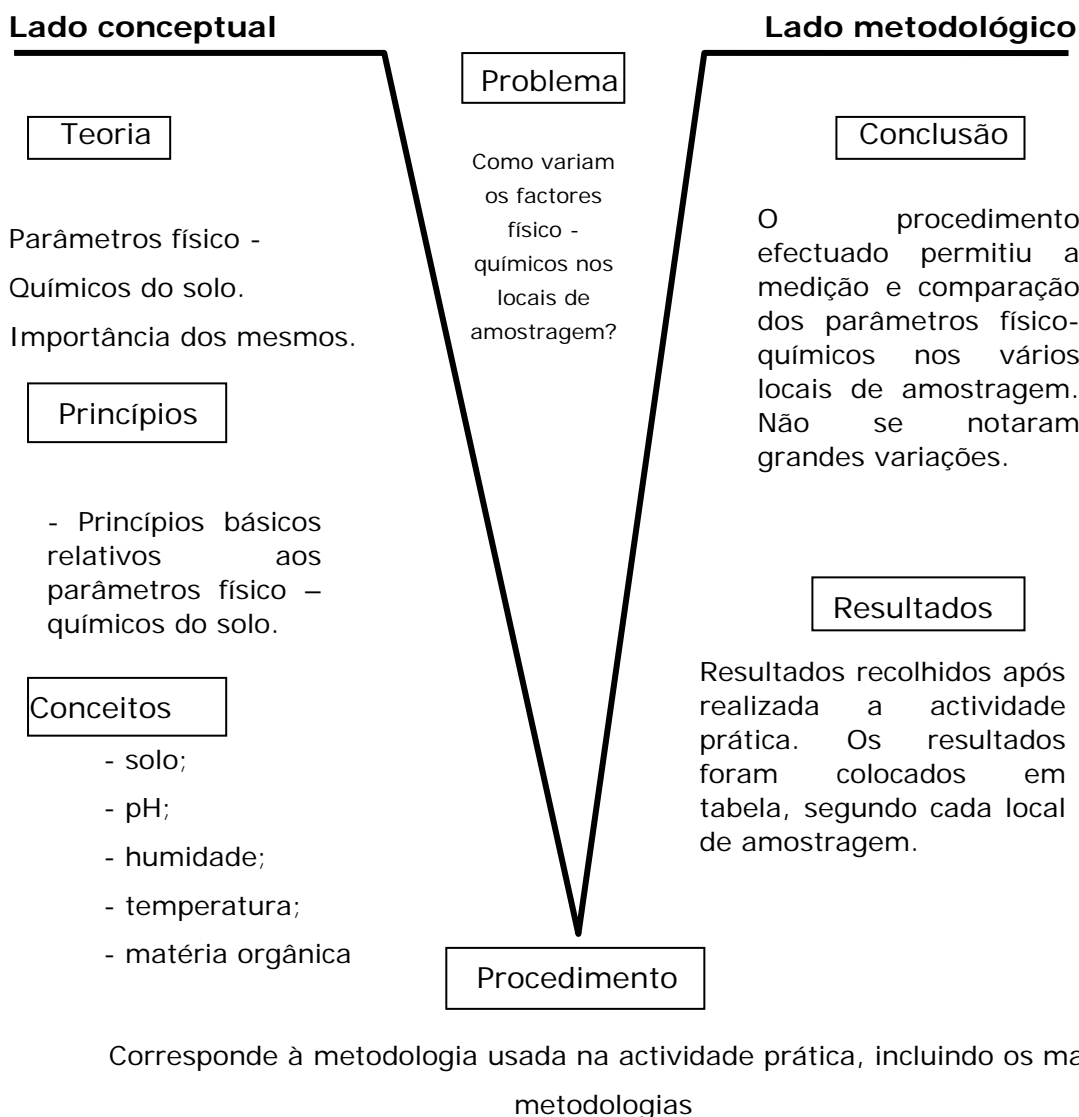 Lado conceptual
Lado metodológico
Problema
Teoria
Conclusão
Como variam
os factores
físico -
químicos nos
locais de
amostragem?
Parâmetros físico -
Químicos do solo.
Importância dos mesmos.
O procedimento
efectuado permitiu a
medição e comparação
dos parâmetros físico-
químicos nos vários
locais de amostragem.
Não se notaram
grandes variações.
Princípios
- Princípios básicos
relativos aos
parâmetros físico –
químicos do solo.
Resultados
Resultados recolhidos após
realizada a actividade
prática. Os resultados
foram colocados em
tabela, segundo cada local
de amostragem.
Conceitos
- solo;
- pH;
- humidade;
- temperatura;
- matéria orgânica
Procedimento
Corresponde à metodologia usada na actividade prática, incluindo os
metodologias